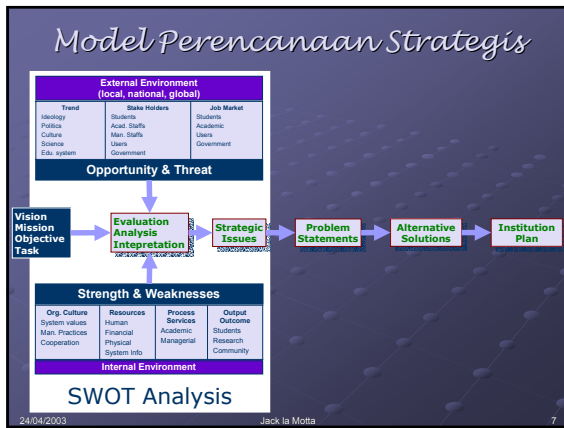 Model Perencanaan Strategis
External Environment
(local, national, global)
Trend
Ideology
Politics
Culture
Science
Edu. system
Stake Holders
Students
Acad. Staffs
Man. Staffs
Users
Government
Job Market
Students
Academic
Users
Government
Opportunity & Threat
Vision
Mission
Objective
Task
Evaluation
Analysis
Intepretation
Strategic
Issues
Problem
Statements
Alternative
Solutions
Institution
Plan
Strength & Weaknesses
Org. Culture
System values
Man. Practices
Cooperation
Resources
Human
Financial
Physical
System Info
Process
Services
Academic
Managerial
Output
Outcome
Students
Research
Community
Internal Environment
SWOT Analysis
24/04/2003
Jack la Motta
7